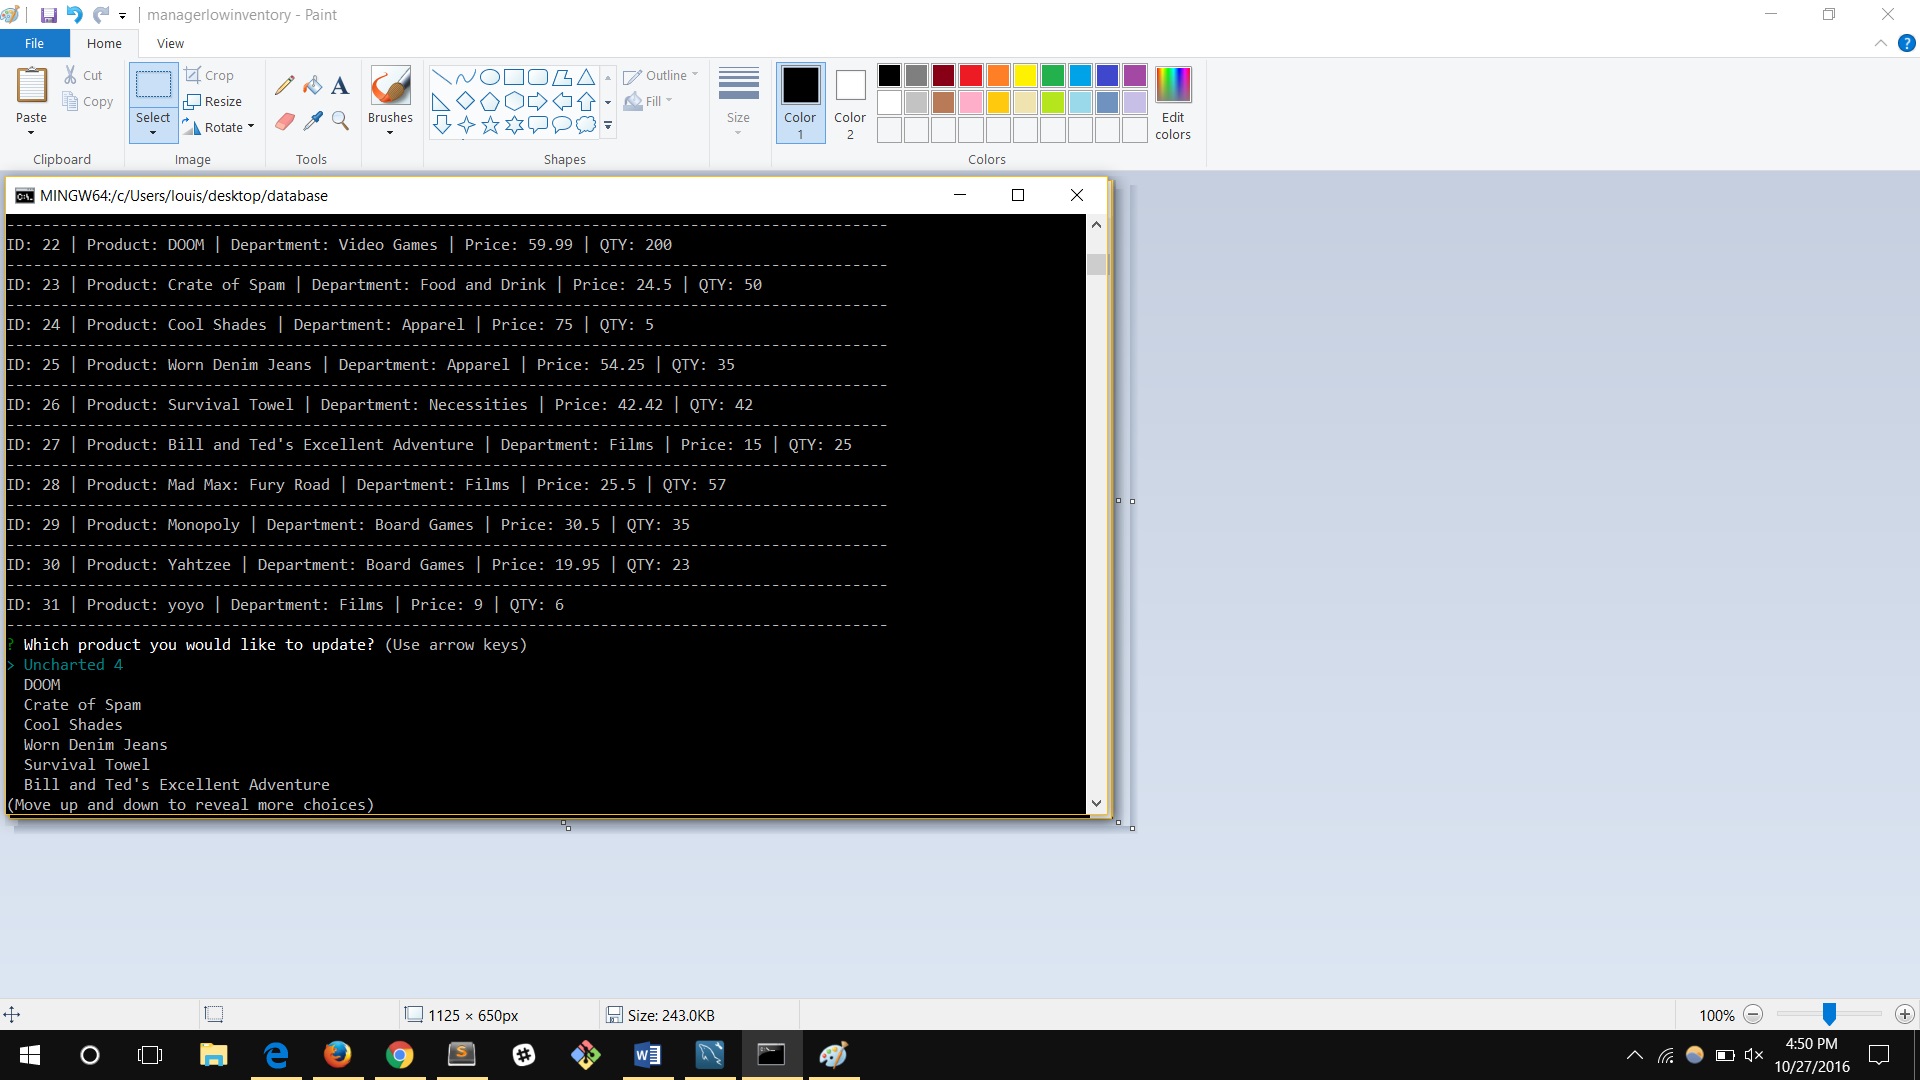 managerlowinventory - Paint
File Home View
Paste
Cut
Copy
Clipboard
Select
Crop
Resize
Rotate
Image
Tools
Brushes
Shapes
Outline
Fill
Size
Color 1
Color 2
Edit colors
Colors
MINGW64:/c/Users/louis/desktop/database
--------------------------------------------------------------------------------------------------
ID: 22 | Product: DOOM | Department: Video Games | Price: 59.99 | QTY: 200
--------------------------------------------------------------------------------------------------
ID: 23 | Product: Crate of Spam | Department: Food and Drink | Price: 24.5 | QTY: 50
--------------------------------------------------------------------------------------------------
ID: 24 | Product: Cool Shades | Department: Apparel | Price: 75 | QTY: 5
--------------------------------------------------------------------------------------------------
ID: 25 | Product: Worn Denim Jeans | Department: Apparel | Price: 54.25 | QTY: 35
--------------------------------------------------------------------------------------------------
ID: 26 | Product: Survival Towel | Department: Necessities | Price: 42.42 | QTY: 42
--------------------------------------------------------------------------------------------------
ID: 27 | Product: Bill and Ted's Excellent Adventure | Department: Films | Price: 15 | QTY: 25
--------------------------------------------------------------------------------------------------
ID: 28 | Product: Mad Max: Fury Road | Department: Films | Price: 25.5 | QTY: 57
--------------------------------------------------------------------------------------------------
ID: 29 | Product: Monopoly | Department: Board Games | Price: 30.5 | QTY: 35
--------------------------------------------------------------------------------------------------
ID: 30 | Product: Yahtzee | Department: Board Games | Price: 19.95 | QTY: 23
--------------------------------------------------------------------------------------------------
ID: 31 | Product: yoyo | Department: Films | Price: 9 | QTY: 6
--------------------------------------------------------------------------------------------------
? Which product you would like to update? (Use arrow keys)
> Uncharted 4
DOOM
Crate of Spam
Cool Shades
Worn Denim Jeans
Survival Towel
Bill and Ted's Excellent Adventure
(Move up and down to reveal more choices)
1125 × 650px
Size: 243.0KB
100%
4:50 PM
10/27/2016